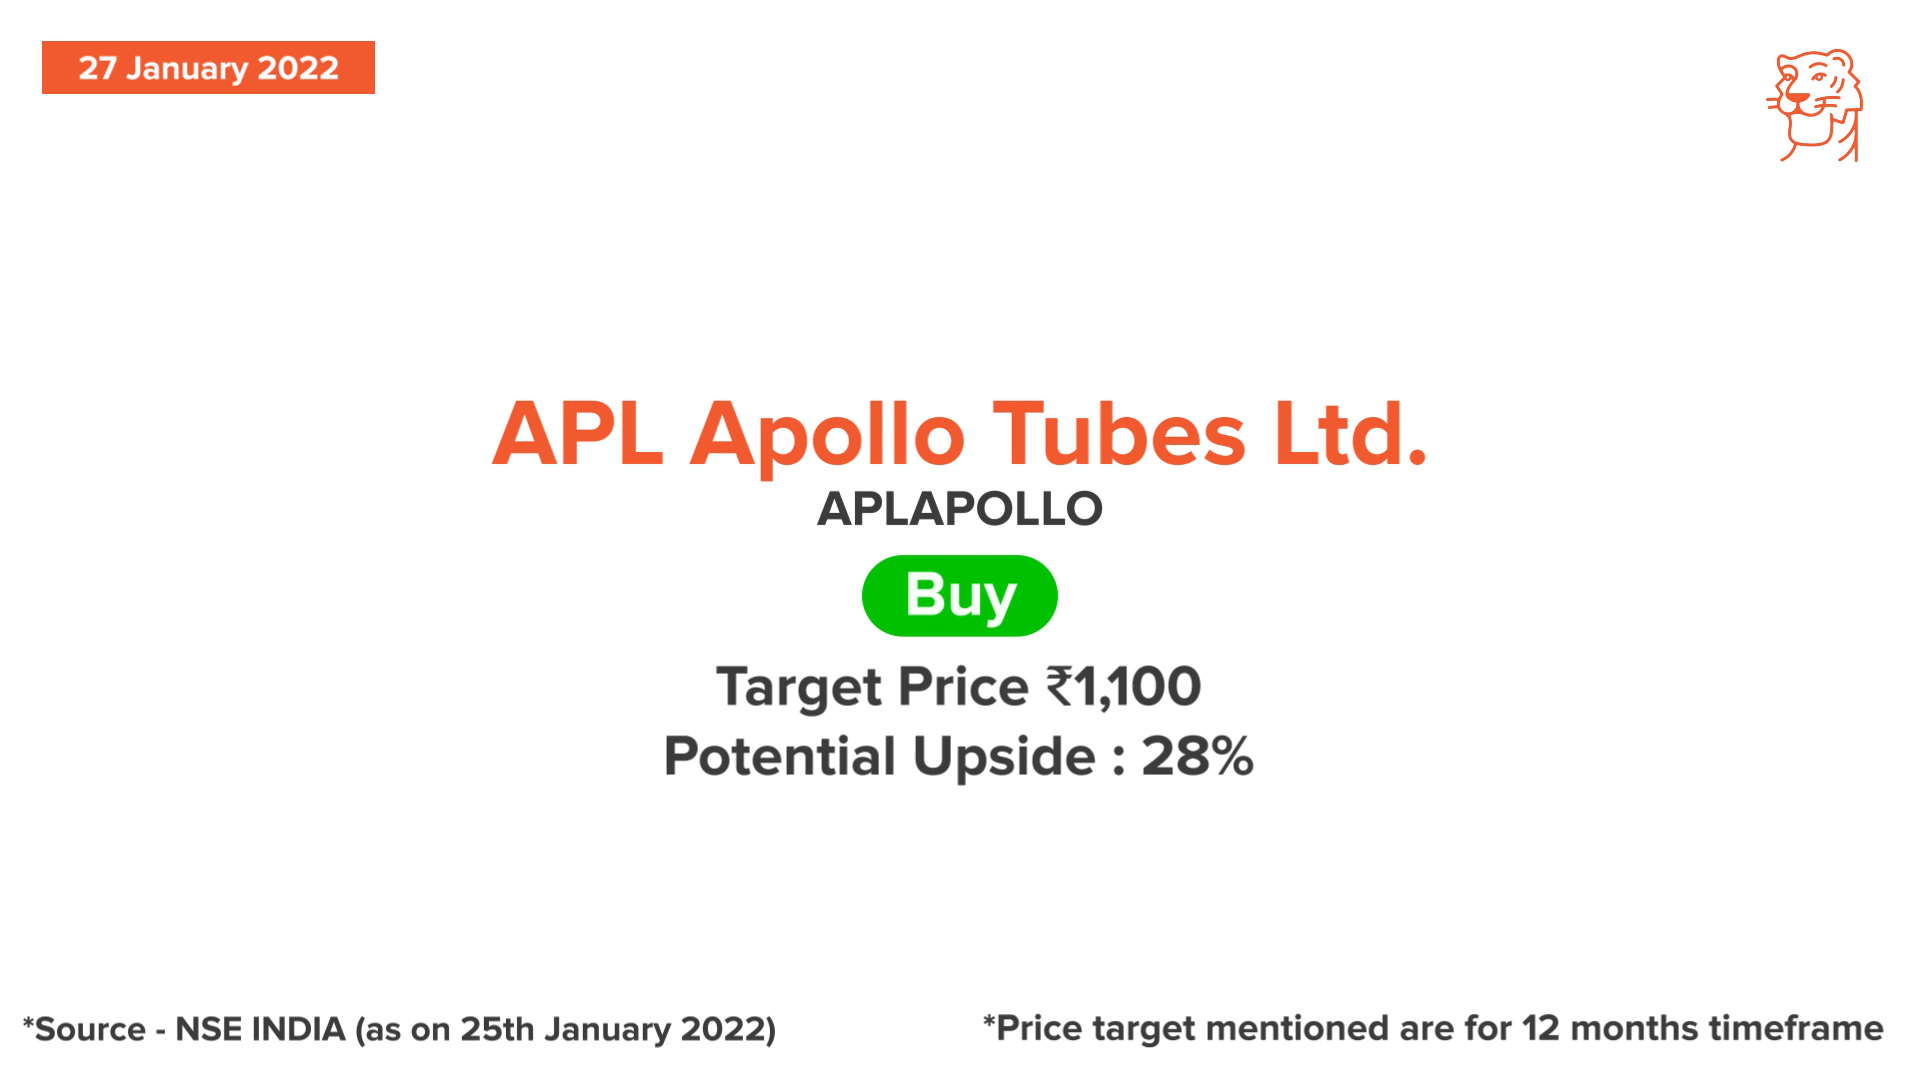 27 January 2022
APL Apollo Tubes Ltd.
APLAPOLLO
Buy
Target Price ₹1,100
Potential Upside : 28%
*Source - NSE INDIA (as on 25th January 2022)
*Price target mentioned are for 12 months timeframe